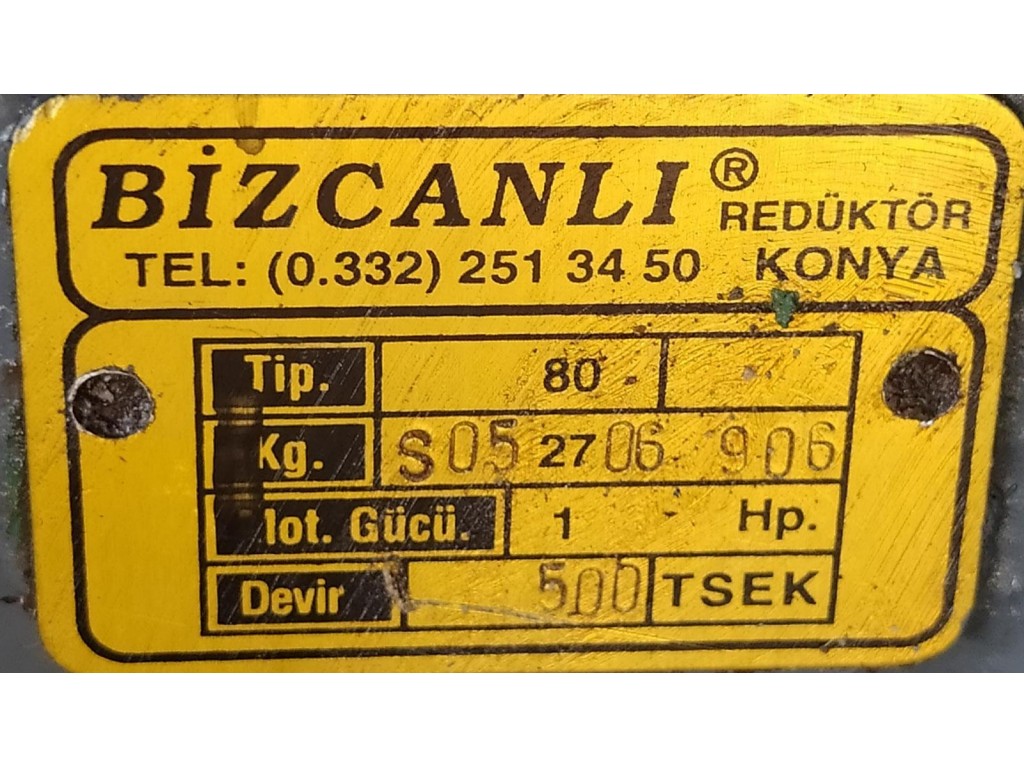 BİZCANLI® REDÜKTÖR
TEL: (0.332) 251 34 50 KONYA
Tip. 80
Kg. S05 27 06 906
Mot. Gücü. 1 Hp.
Devir 500 TSEK